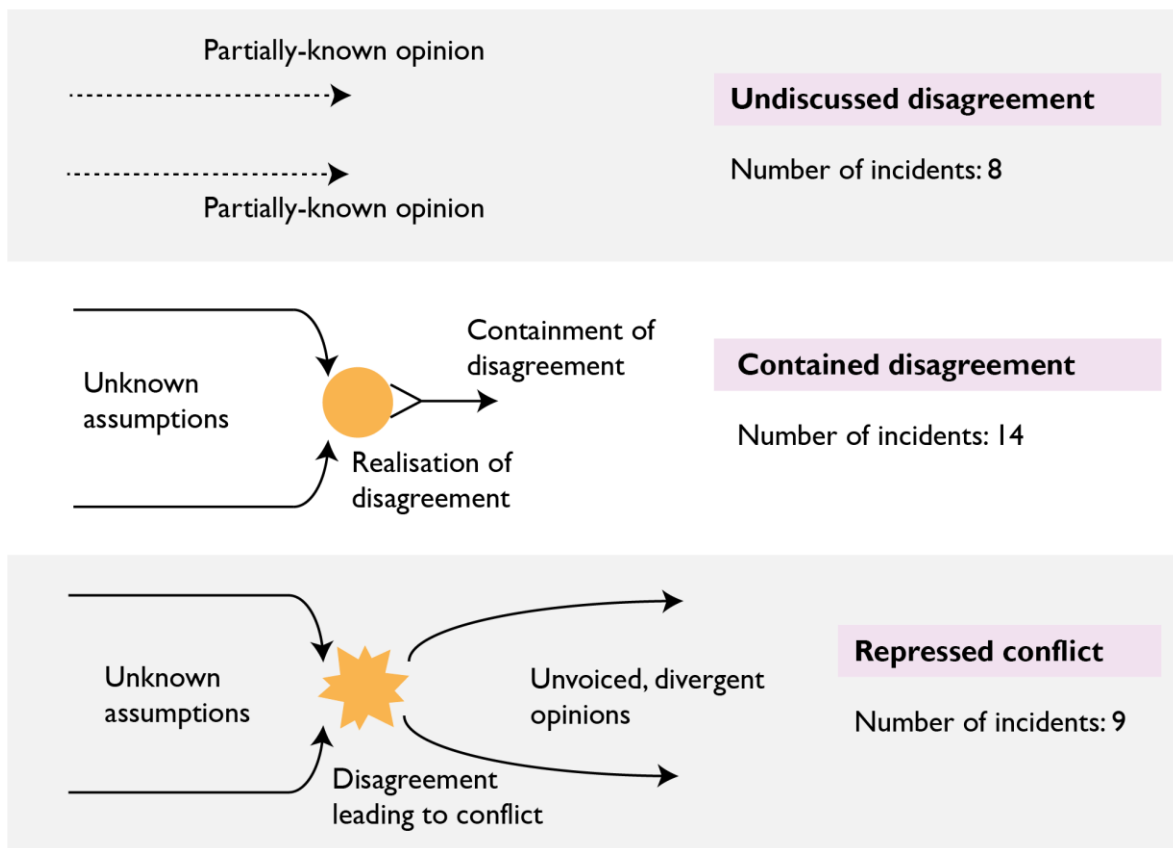 Partially-known opinion
Undiscussed disagreement
Number of incidents: 8
Partially-known opinion
Containment of
disagreement
Contained disagreement
Unknown
assumptions
Number of incidents: 14
Realisation of
disagreement
Repressed conflict
Unknown
assumptions
Unvoiced, divergent
opinions
Number of incidents: 9
Disagreement
leading to conflict